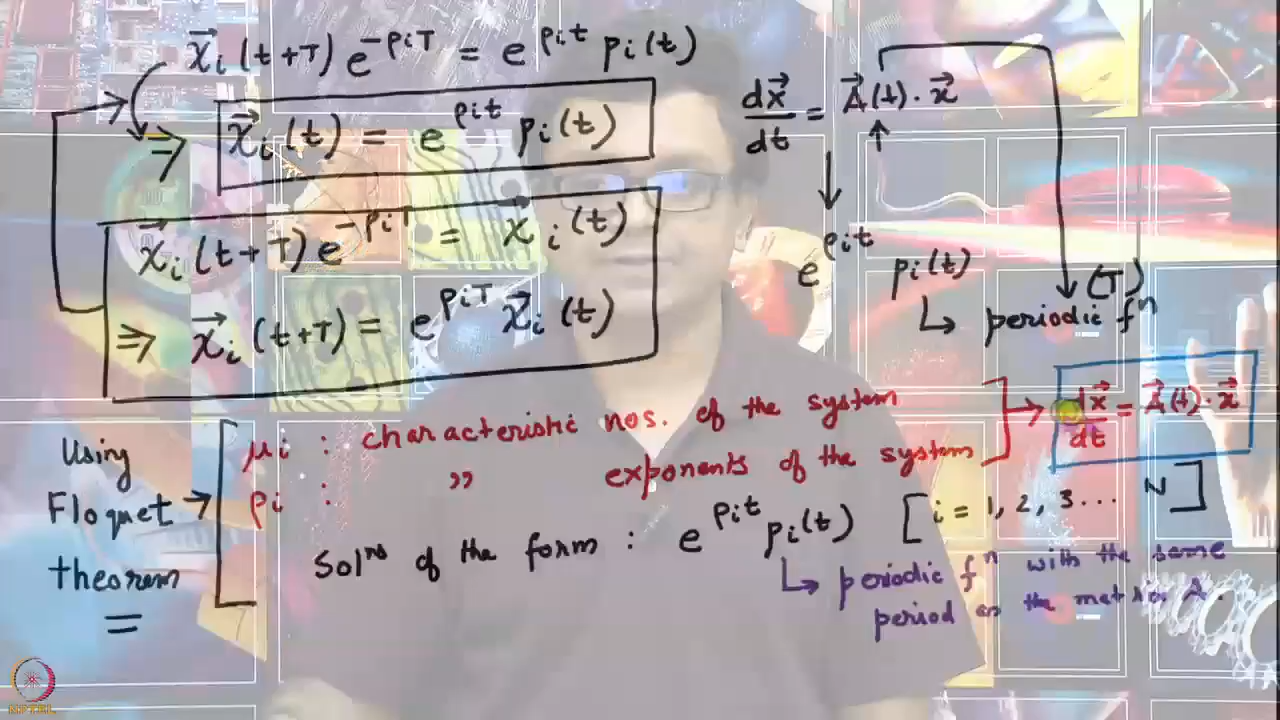 x⃗i(t+T) e^-ρiT = e^ρit pi(t)
⇒ x⃗i(t) = e^ρit pi(t)
x⃗i(t+T) e^-ρiT = x⃗i(t)
⇒ x⃗i(t+T) = e^ρiT x⃗i(t)
dx⃗/dt = A⃗(t) . x⃗
e^ρit pi(t) (T)
↳ periodic fⁿ
Using
Floquet
theorem
μi : characteristic nos. of the system
ρi : " exponents of the system
dx⃗/dt = A⃗(t) . x⃗
Solⁿˢ of the form : e^ρit pi(t) [i = 1, 2, 3... N]
↳ periodic fⁿ with the same
period as the matrix A.
NPTEL